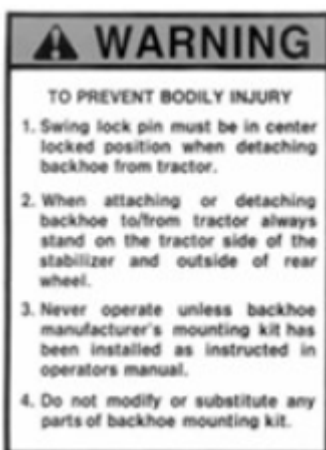 WARNING
TO PREVENT BODILY INJURY
1. Swing lock pin must be in center
locked position when detaching
backhoe from tractor.
2. When attaching or detaching
backhoe to/from tractor always
stand on the tractor side of the
stabilizer and outside of rear
wheel.
3. Never operate unless backhoe
manufacturer's mounting kit has
been installed as instructed in
operators manual.
4. Do not modify or substitute any
parts of backhoe mounting kit.